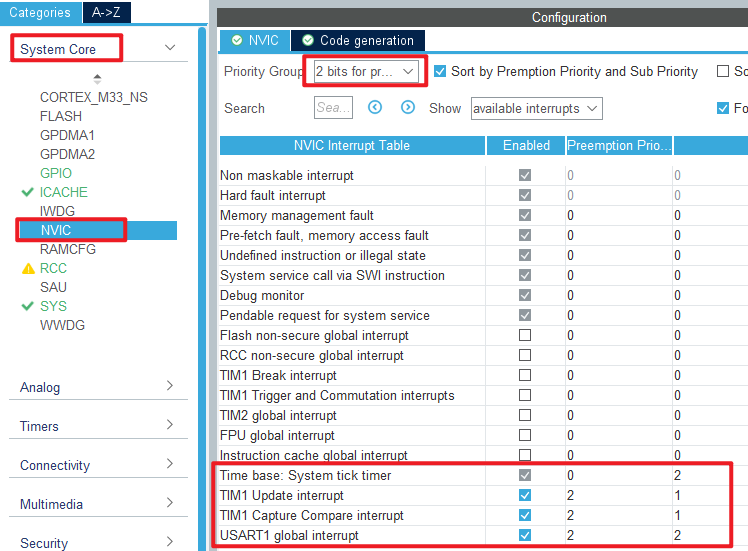 Categories A->Z
System Core
CORTEX_M33_NS
FLASH
GPDMA1
GPDMA2
GPIO
ICACHE
IWDG
NVIC
RAMCFG
RCC
SAU
SYS
WWDG
Analog
Timers
Connectivity
Multimedia
Security
Configuration
NVIC Code generation
Priority Group 2 bits for pr... Sort by Premption Priority and Sub Priority So
Search Sea... Show available interrupts Fo
NVIC Interrupt Table Enabled Preemption Prio...
Non maskable interrupt 0 0
Hard fault interrupt 0 0
Memory management fault 0 0
Pre-fetch fault, memory access fault 0 0
Undefined instruction or illegal state 0 0
System service call via SWI instruction 0 0
Debug monitor 0 0
Pendable request for system service 0 0
Flash non-secure global interrupt 0 0
RCC non-secure global interrupt 0 0
TIM1 Break interrupt 0 0
TIM1 Trigger and Commutation interrupts 0 0
TIM2 global interrupt 0 0
FPU global interrupt 0 0
Instruction cache global interrupt 0 0
Time base: System tick timer 0 2
TIM1 Update interrupt 2 1
TIM1 Capture Compare interrupt 2 1
USART1 global interrupt 2 2